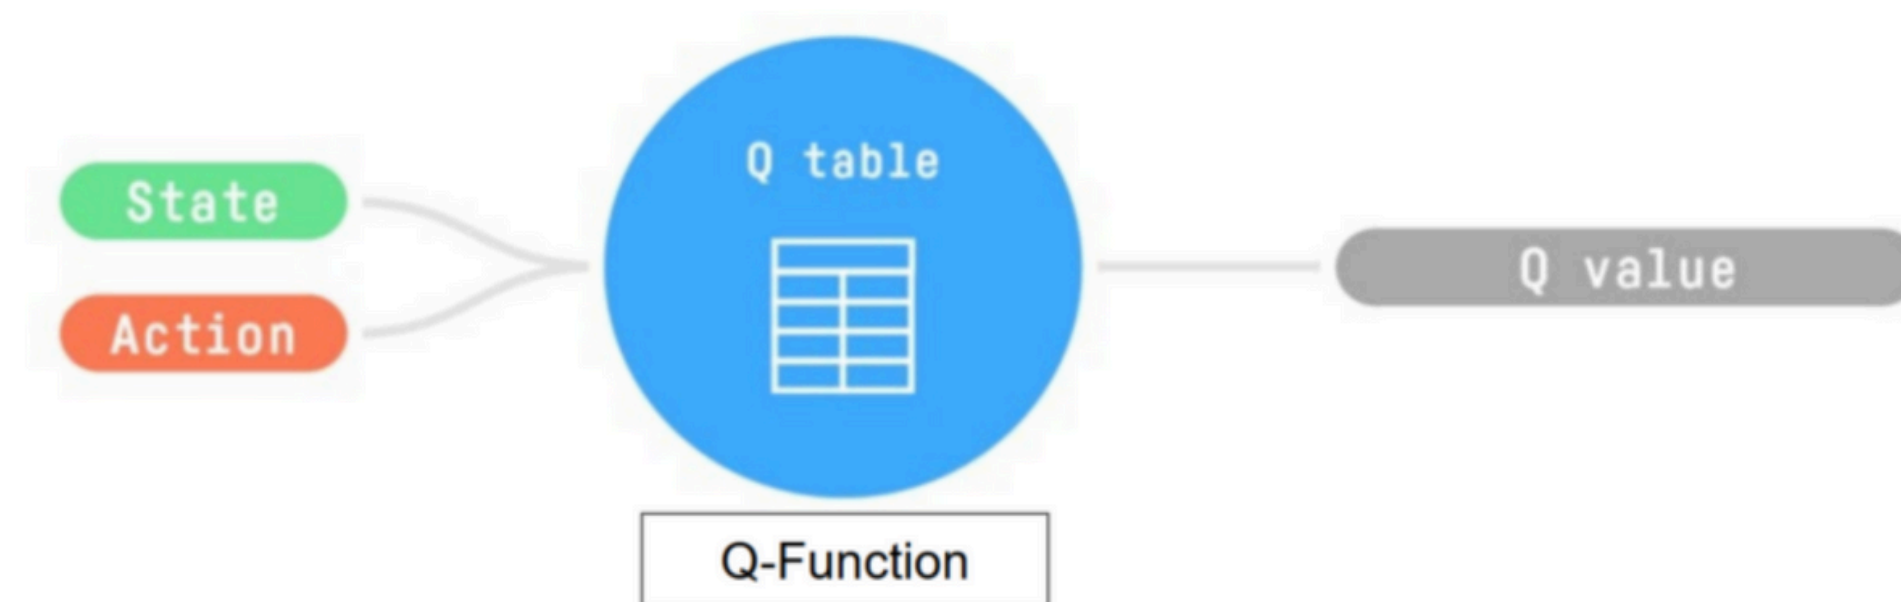 State
Action
Q table
Q value
Q-Function